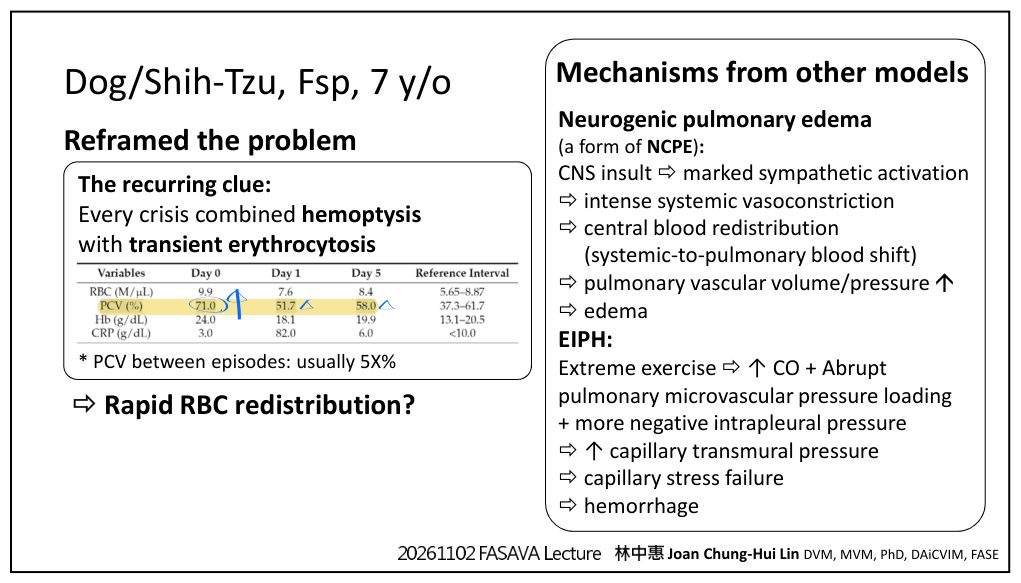 Dog/Shih-Tzu, Fsp, 7 y/o
Reframed the problem
The recurring clue:
Every crisis combined hemoptysis
with transient erythrocytosis
Variables Day 0 Day 1 Day 5 Reference Interval
RBC (M/µL) 9.9 7.6 8.4 5.65–8.87
PCV (%) 71.0 51.7 58.0 37.3–61.7
Hb (g/dL) 24.0 18.1 19.9 13.1–20.5
CRP (g/dL) 3.0 82.0 6.0 <10.0
* PCV between episodes: usually 5X%
⇨ Rapid RBC redistribution?
Mechanisms from other models
Neurogenic pulmonary edema
(a form of NCPE):
CNS insult ⇨ marked sympathetic activation
⇨ intense systemic vasoconstriction
⇨ central blood redistribution
(systemic-to-pulmonary blood shift)
⇨ pulmonary vascular volume/pressure ↑
⇨ edema
EIPH:
Extreme exercise ⇨ ↑ CO + Abrupt
pulmonary microvascular pressure loading
+ more negative intrapleural pressure
⇨ ↑ capillary transmural pressure
⇨ capillary stress failure
⇨ hemorrhage
20261102 FASAVA Lecture 林中惠 Joan Chung-Hui Lin DVM, MVM, PhD, DAiCVIM, FASE